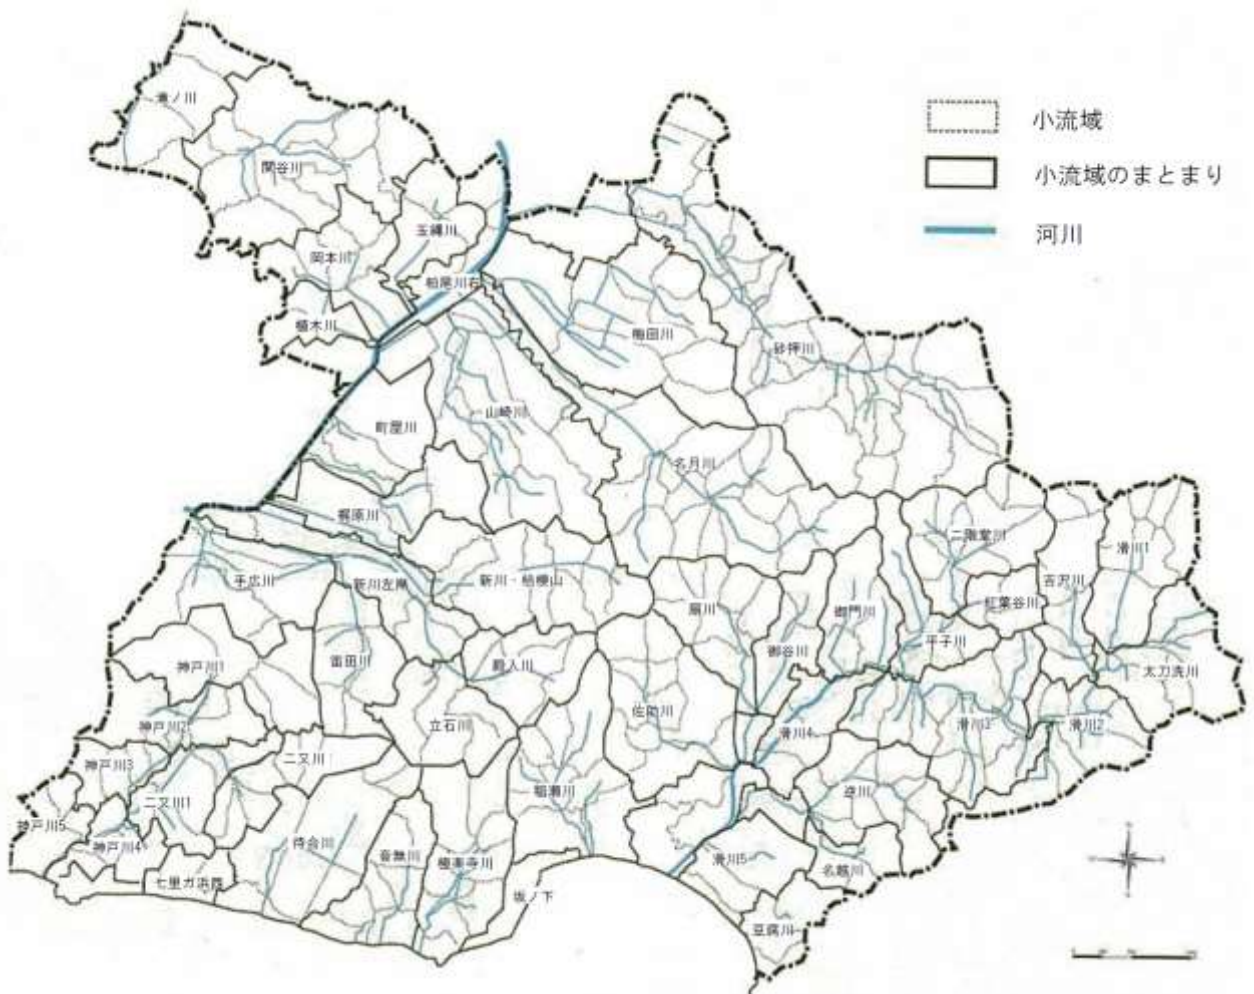 小流域
小流域のまとまり
河川
滝ノ川
関谷川
玉縄川
岡本川
柏尾川右
植木川
梅田川
砂押川
町屋川
山崎川
名月川
梶原川
二階堂川
滑川1
手広川
新川左岸
新川・桔梗山
吉沢川
扇川
御門川
紅葉谷川
御谷川
平子川
神戸川1
雷田川
太刀洗川
神戸川2
立石川
佐助川
滑川4
滑川3
滑川2
神戸川3
二又川
二又川1
稲瀬川
逆川
神戸川5
神戸川4
待合川
音無川
極楽寺川
滑川5
名越川
七里ガ浜西
坂ノ下
豆腐川